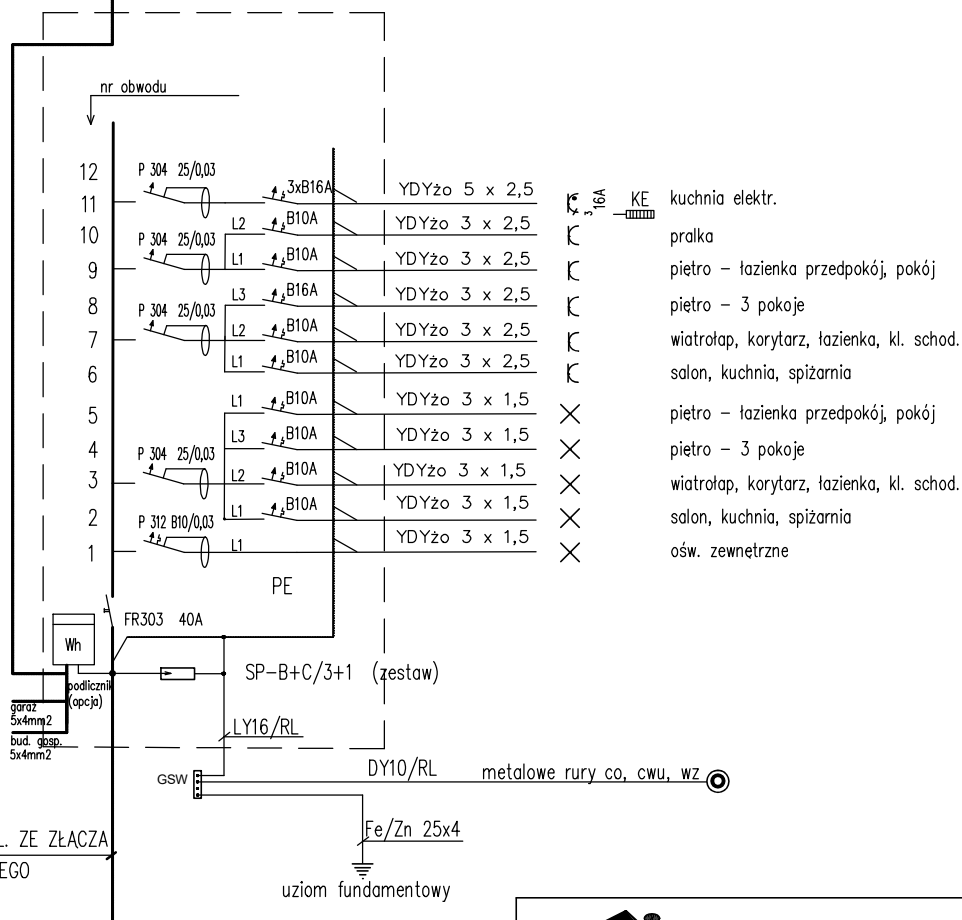 nr obwodu
12 P 304 25/0,03
11 3xB16A YDYżo 5 x 2,5 3 16A KE kuchnia elektr.
10 L2 B10A YDYżo 3 x 2,5 pralka
P 304 25/0,03
9 L1 B10A YDYżo 3 x 2,5 piętro – łazienka przedpokój, pokój
8 L3 B16A YDYżo 3 x 2,5 piętro – 3 pokoje
P 304 25/0,03
7 L2 B10A YDYżo 3 x 2,5 wiatrołap, korytarz, łazienka, kl. schod.
6 L1 B10A YDYżo 3 x 2,5 salon, kuchnia, spiżarnia
5 L1 B10A YDYżo 3 x 1,5 piętro – łazienka przedpokój, pokój
4 L3 B10A YDYżo 3 x 1,5 piętro – 3 pokoje
P 304 25/0,03
3 L2 B10A YDYżo 3 x 1,5 wiatrołap, korytarz, łazienka, kl. schod.
2 L1 B10A YDYżo 3 x 1,5 salon, kuchnia, spiżarnia
P 312 B10/0,03
1 L1 YDYżo 3 x 1,5 ośw. zewnętrzne
PE
FR303 40A
Wh
SP–B+C/3+1 (zestaw)
podlicznik
(opcja)
garaż
5x4mm2
bud. gosp.
5x4mm2
LY16/RL
GSW DY10/RL metalowe rury co, cwu, wz
Fe/Zn 25x4
L. ZE ZŁĄCZA
EGO
uziom fundamentowy